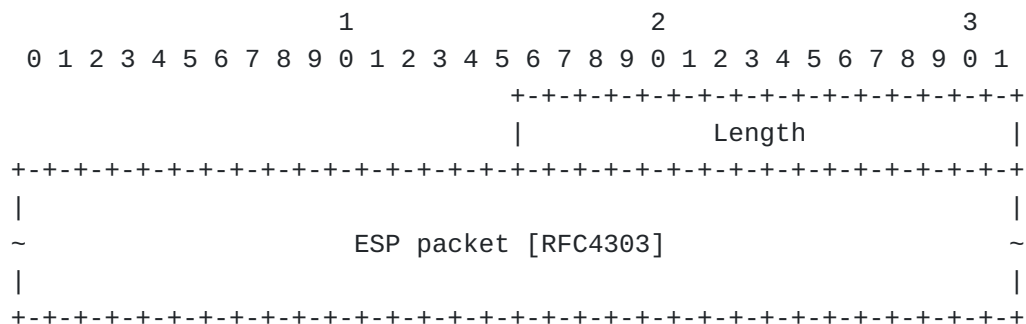 1                   2                   3
 0 1 2 3 4 5 6 7 8 9 0 1 2 3 4 5 6 7 8 9 0 1 2 3 4 5 6 7 8 9 0 1
                                +-+-+-+-+-+-+-+-+-+-+-+-+-+-+-+-+
                                |            Length             |
+-+-+-+-+-+-+-+-+-+-+-+-+-+-+-+-+-+-+-+-+-+-+-+-+-+-+-+-+-+-+-+-+
|                                                               |
~                     ESP packet [RFC4303]                      ~
|                                                               |
+-+-+-+-+-+-+-+-+-+-+-+-+-+-+-+-+-+-+-+-+-+-+-+-+-+-+-+-+-+-+-+-+